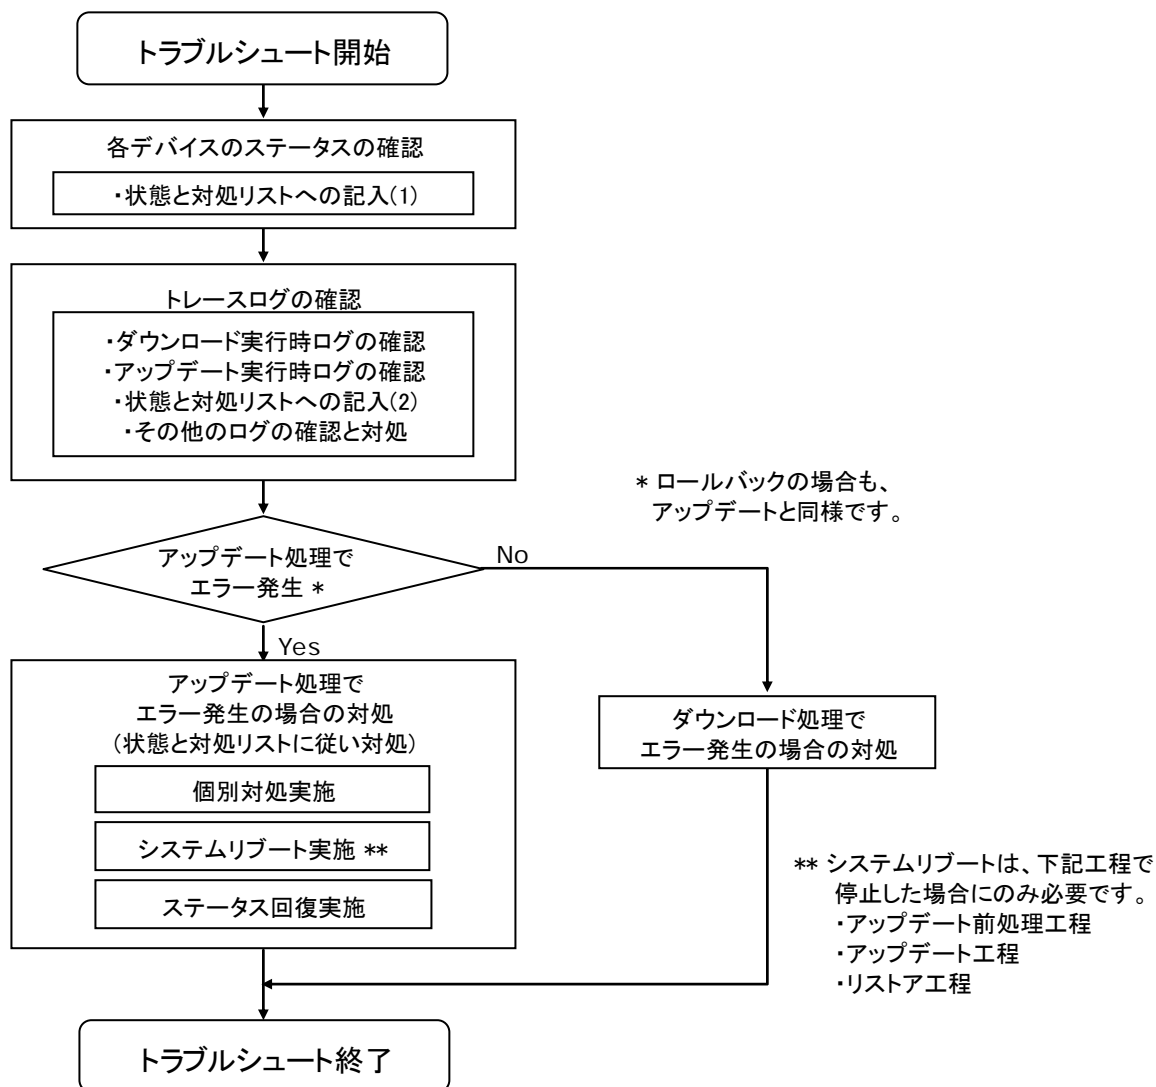 トラブルシュート開始
各デバイスのステータスの確認
・状態と対処リストへの記入(1)
トレースログの確認
・ダウンロード実行時ログの確認
・アップデート実行時ログの確認
・状態と対処リストへの記入(2)
・その他のログの確認と対処
* ロールバックの場合も、
アップデートと同様です。
アップデート処理で
エラー発生 *
No
Yes
アップデート処理で
エラー発生の場合の対処
(状態と対処リストに従い対処)
個別対処実施
システムリブート実施 **
ステータス回復実施
ダウンロード処理で
エラー発生の場合の対処
** システムリブートは、下記工程で
停止した場合にのみ必要です。
・アップデート前処理工程
・アップデート工程
・リストア工程
トラブルシュート終了